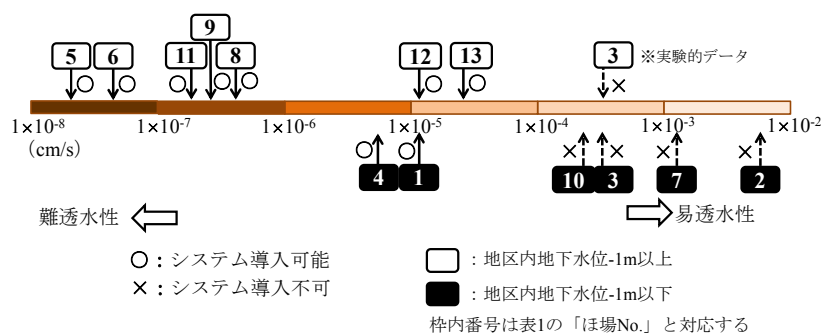 9
5 6 11 8 12 13 3 ※実験的データ
1×10-8 1×10-7 1×10-6 1×10-5 1×10-4 1×10-3 1×10-2
（cm/s）
4 1 10 3 7 2
難透水性 易透水性
○：システム導入可能
×：システム導入不可
：地区内地下水位-1m以上
：地区内地下水位-1m以下
枠内番号は表1の「ほ場No.」と対応する